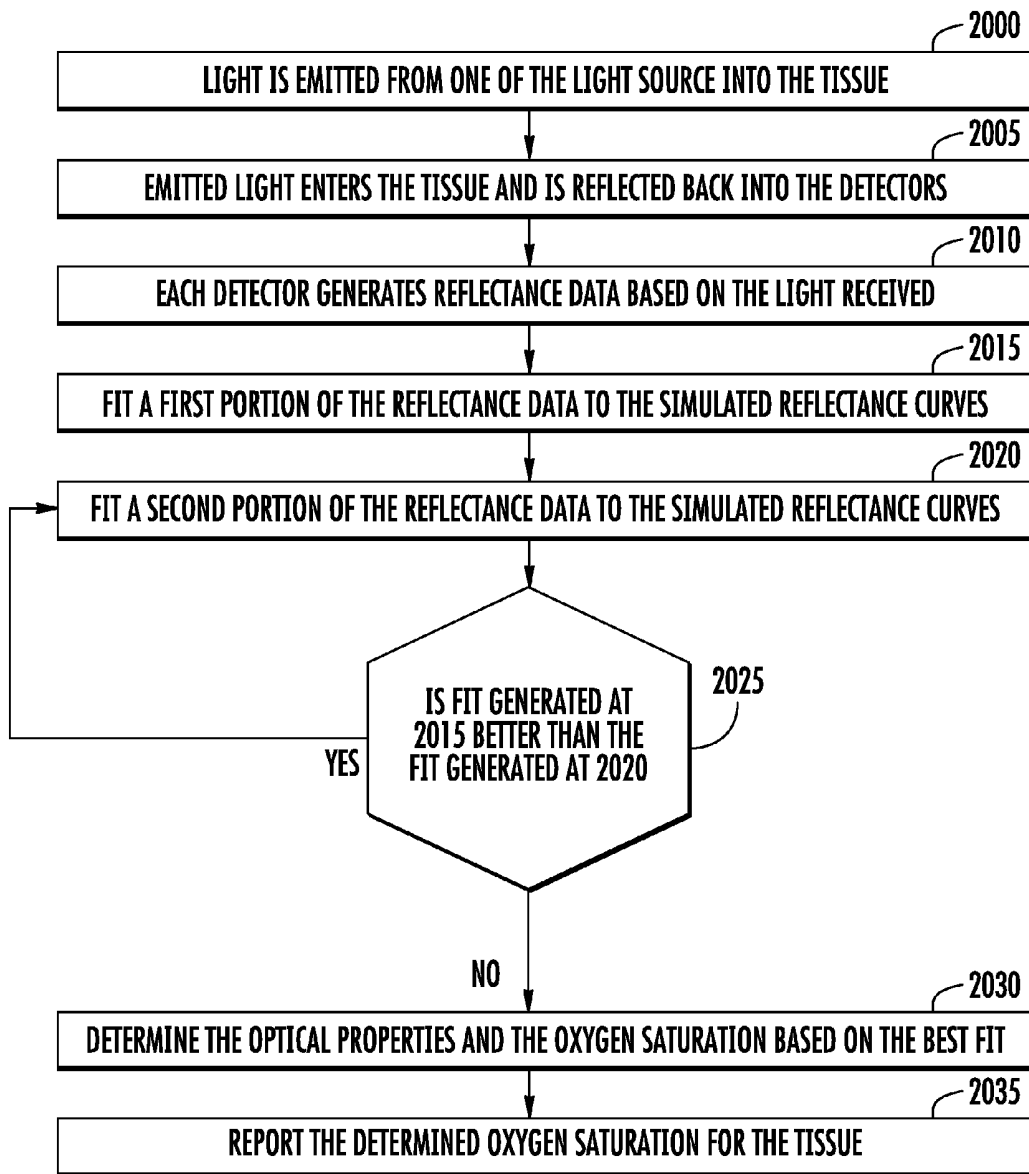 2000
LIGHT IS EMITTED FROM ONE OF THE LIGHT SOURCE INTO THE TISSUE
2005
EMITTED LIGHT ENTERS THE TISSUE AND IS REFLECTED BACK INTO THE DETECTORS
2010
EACH DETECTOR GENERATES REFLECTANCE DATA BASED ON THE LIGHT RECEIVED
2015
FIT A FIRST PORTION OF THE REFLECTANCE DATA TO THE SIMULATED REFLECTANCE CURVES
2020
FIT A SECOND PORTION OF THE REFLECTANCE DATA TO THE SIMULATED REFLECTANCE CURVES
2025
IS FIT GENERATED AT
2015 BETTER THAN THE
FIT GENERATED AT 2020
YES
NO
2030
DETERMINE THE OPTICAL PROPERTIES AND THE OXYGEN SATURATION BASED ON THE BEST FIT
2035
REPORT THE DETERMINED OXYGEN SATURATION FOR THE TISSUE